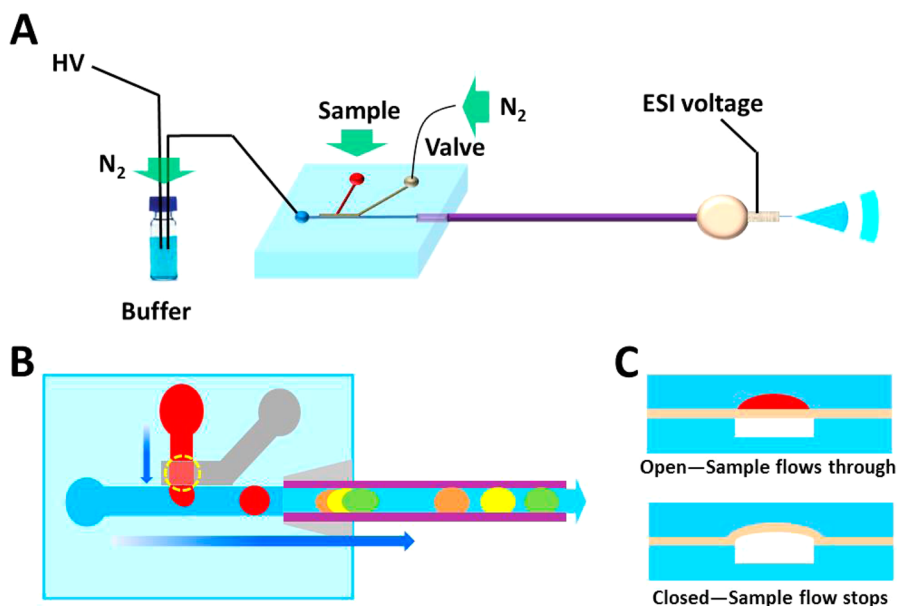 A
HV
Sample
N₂
ESI voltage
Valve
N₂
Buffer
B
C
Open—Sample flows through
Closed—Sample flow stops